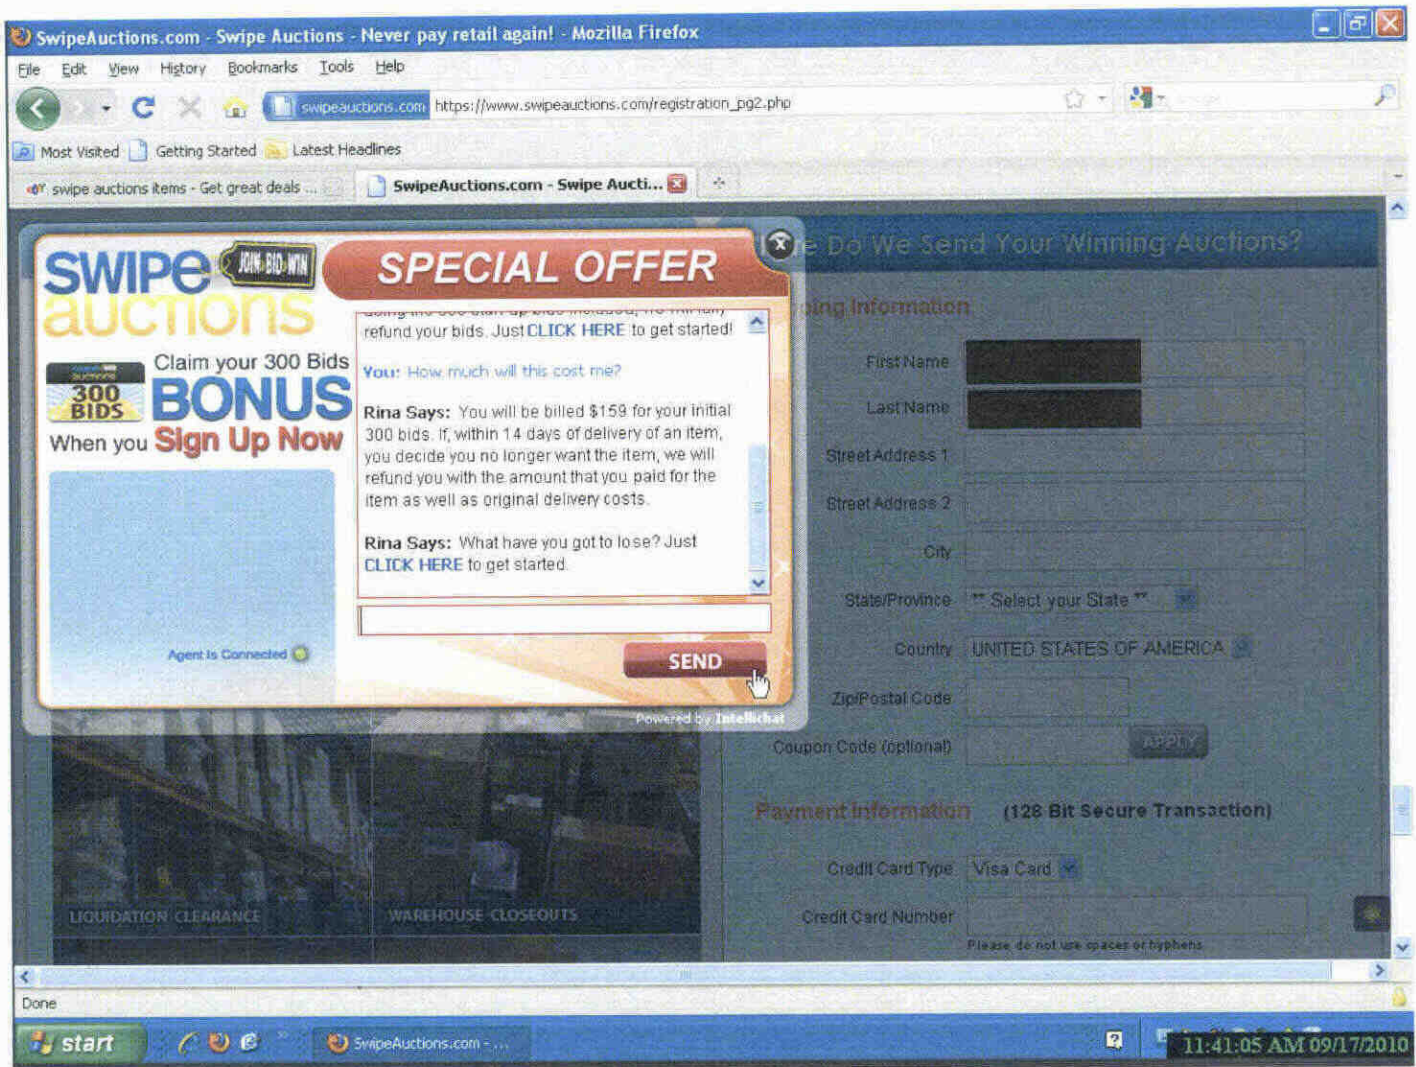 SwipeAuctions.com - Swipe Auctions - Never pay retail again! - Mozilla Firefox
File Edit View History Bookmarks Tools Help
swipeauctions.com https://www.swipeauctions.com/registration_pg2.php
Most Visited Getting Started Latest Headlines
swipe auctions items - Get great deals ... SwipeAuctions.com - Swipe Aucti...
SWIPE auctions
JOIN·BID·WIN
SPECIAL OFFER
X
Claim your 300 Bids
300 BIDS
BONUS
When you Sign Up Now
refund your bids. Just CLICK HERE to get started!
You: How much will this cost me?
Rina Says: You will be billed $159 for your initial
300 bids. If, within 14 days of delivery of an item,
you decide you no longer want the item, we will
refund you with the amount that you paid for the
item as well as original delivery costs.
Rina Says: What have you got to lose? Just
CLICK HERE to get started.
Agent Is Connected
SEND
Powered by Intellichat
Do We Send Your Winning Auctions?
Information
First Name
Last Name
Street Address 1
Street Address 2
City
State/Province ** Select your State **
Country UNITED STATES OF AMERICA
Zip/Postal Code
Coupon Code (optional) APPLY
Payment Information (128 Bit Secure Transaction)
Credit Card Type Visa Card
Credit Card Number
Please do not use spaces or hyphens
LIQUIDATION CLEARANCE WAREHOUSE CLOSEOUTS
Done
start SwipeAuctions.com - ...
11:41:05 AM 09/17/2010